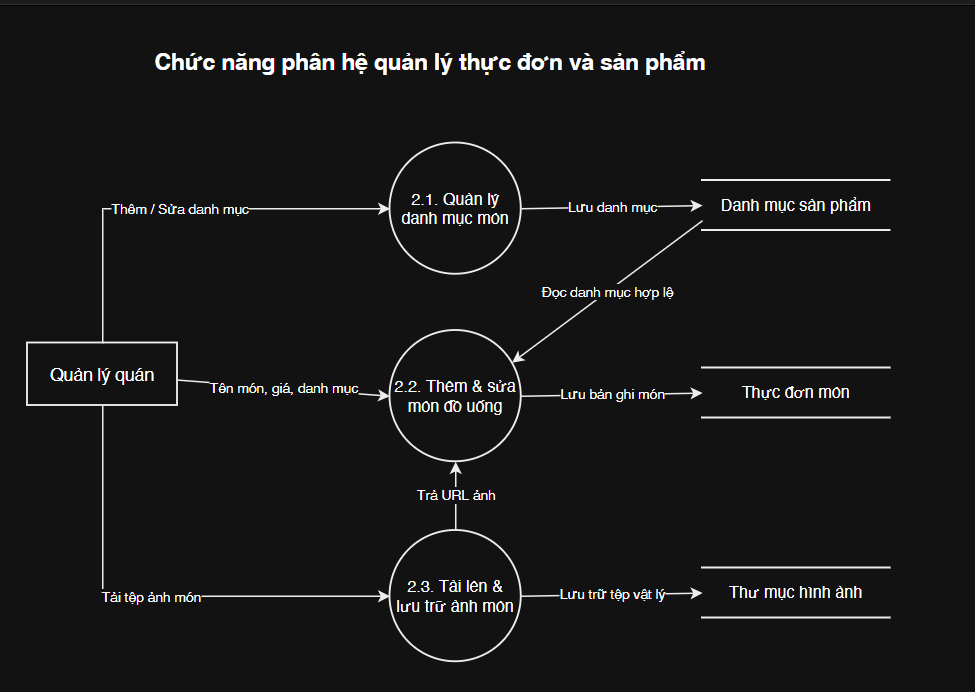 Chức năng phân hệ quản lý thực đơn và sản phẩm
2.1. Quản lý
danh mục món
Thêm / Sửa danh mục
Lưu danh mục
Danh mục sản phẩm
Đọc danh mục hợp lệ
Quản lý quán
Tên món, giá, danh mục
2.2. Thêm & sửa
món đồ uống
Lưu bản ghi món
Thực đơn món
Trả URL ảnh
2.3. Tải lên &
lưu trữ ảnh món
Tải tệp ảnh món
Lưu trữ tệp vật lý
Thư mục hình ảnh